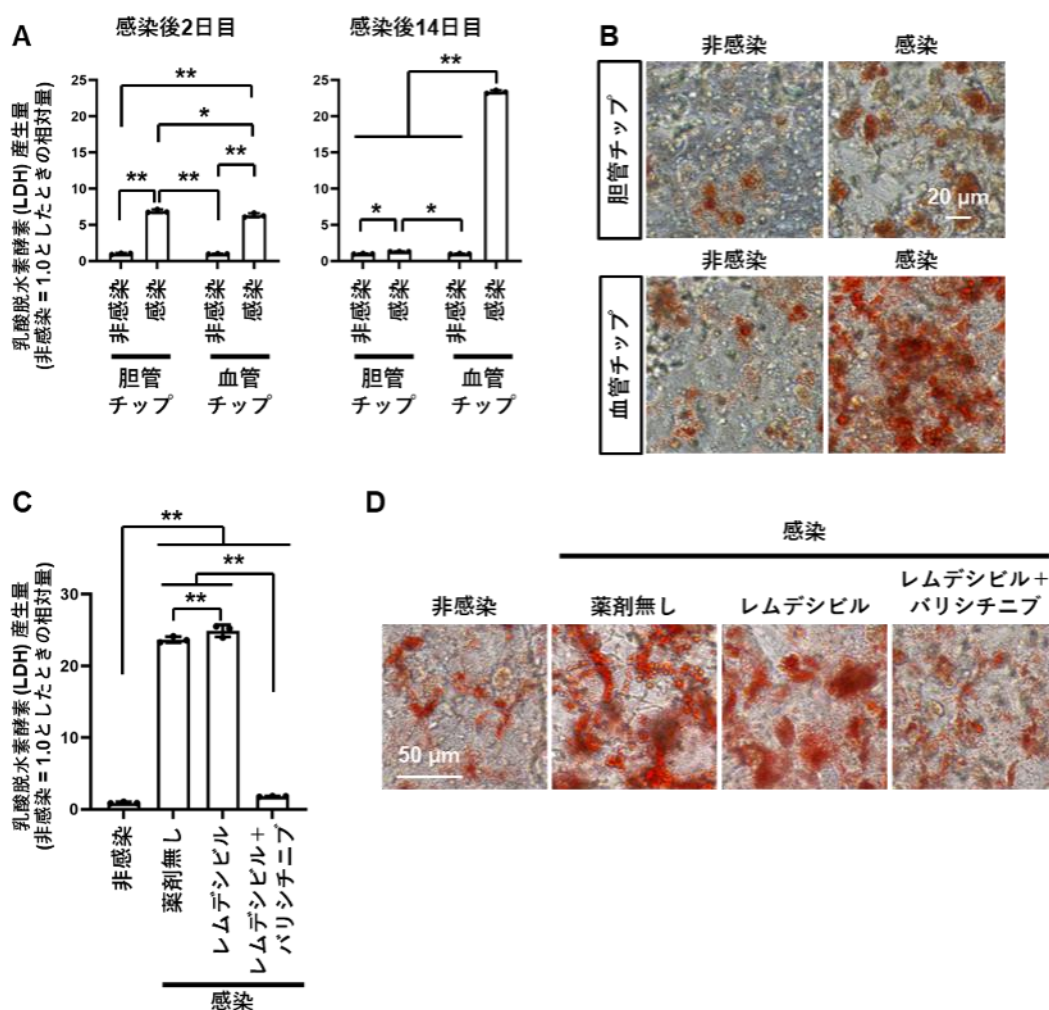 A
感染後2日目
感染後14日目
乳酸脱水素酵素 (LDH) 産生量
(非感染 = 1.0としたときの相対量)
25
20
15
10
5
0
**
*
**
**
**
非感染
感染
非感染
感染
胆管
チップ
血管
チップ
25
20
15
10
5
0
**
*
*
非感染
感染
非感染
感染
胆管
チップ
血管
チップ
B
非感染
感染
胆管チップ
20 μm
非感染
感染
血管チップ
C
乳酸脱水素酵素 (LDH) 産生量
(非感染 = 1.0としたときの相対量)
30
20
10
0
**
**
**
非感染
薬剤無し
レムデシビル
レムデシビル+
バリシチニブ
感染
D
感染
非感染
薬剤無し
レムデシビル
レムデシビル+
バリシチニブ
50 μm